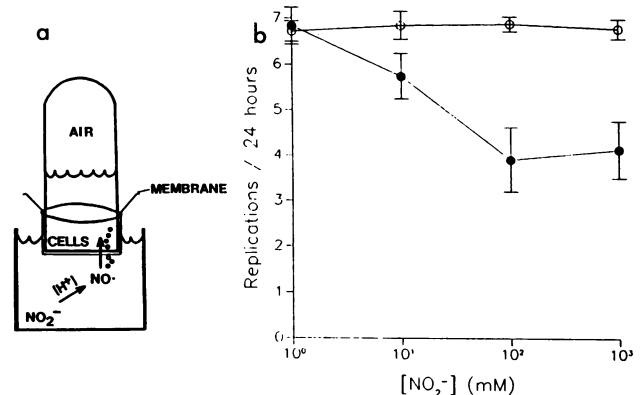 a
AIR
MEMBRANE
CELLS
NO·
[H⁺]
NO₂⁻
b
Replications / 24 hours
7
6
5
4
3
2
1
0
10⁰ 10¹ 10² 10³
[NO₂⁻] (mM)